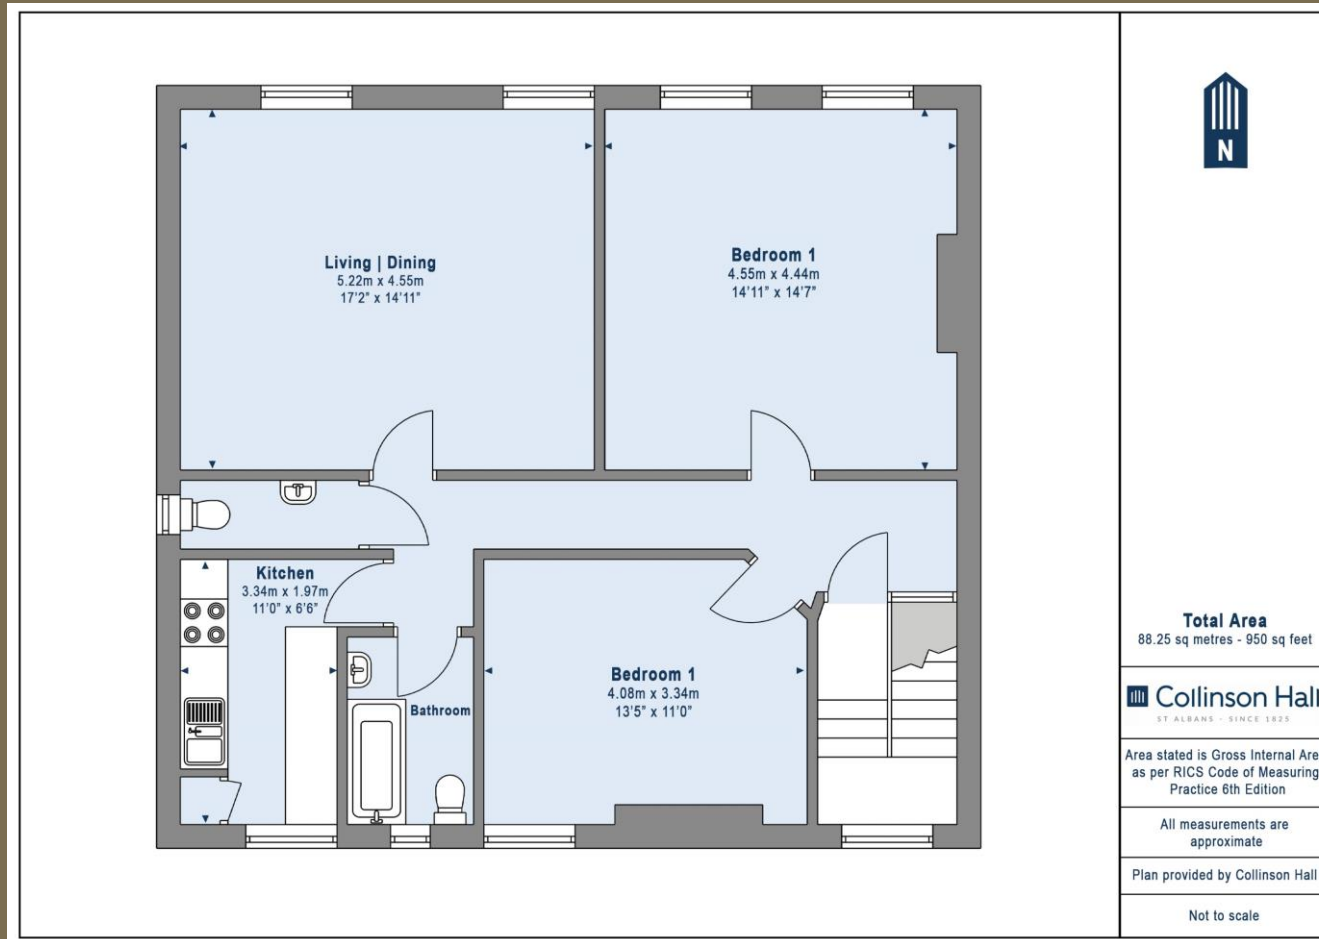 Living | Dining
5.22m x 4.55m
17'2" x 14'11"
Bedroom 1
4.55m x 4.44m
14'11" x 14'7"
Kitchen
3.34m x 1.97m
11'0" x 6'6"
Bathroom
Bedroom 1
4.08m x 3.34m
13'5" x 11'0"
N
Total Area
88.25 sq metres - 950 sq feet
Collinson Hall
ST ALBANS - SINCE 1825
Area stated is Gross Internal Are
as per RICS Code of Measuring
Practice 6th Edition
All measurements are
approximate
Plan provided by Collinson Hall
Not to scale